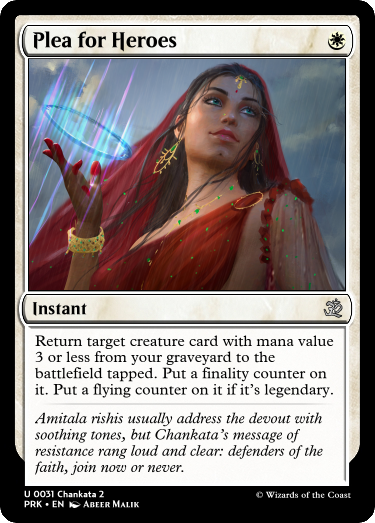 Plea for Heroes
Instant
Return target creature card with mana value
3 or less from your graveyard to the
battlefield tapped. Put a finality counter on
it. Put a flying counter on it if it's legendary.
Amitala rishis usually address the devout with
soothing tones, but Chankata's message of
resistance rang loud and clear: defenders of the
faith, join now or never.
U 0031 Chankata 2
PRK • EN Abeer Malik
© Wizards of the Coast